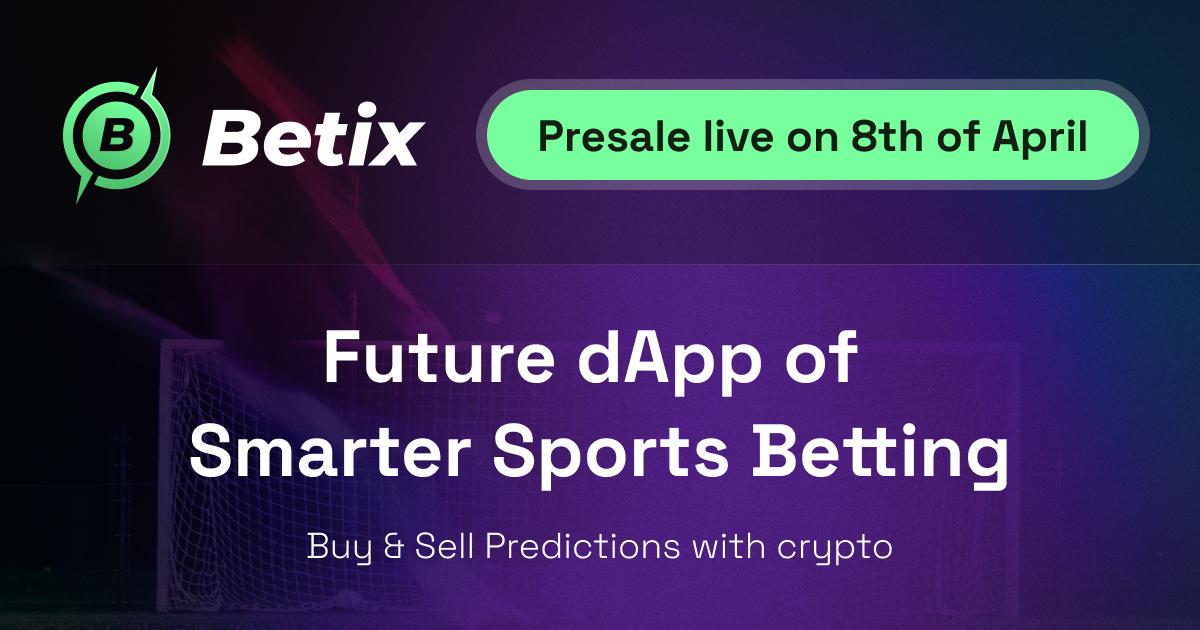 B
Betix
Presale live on 8th of April
Future dApp of
Smarter Sports Betting
Buy & Sell Predictions with crypto